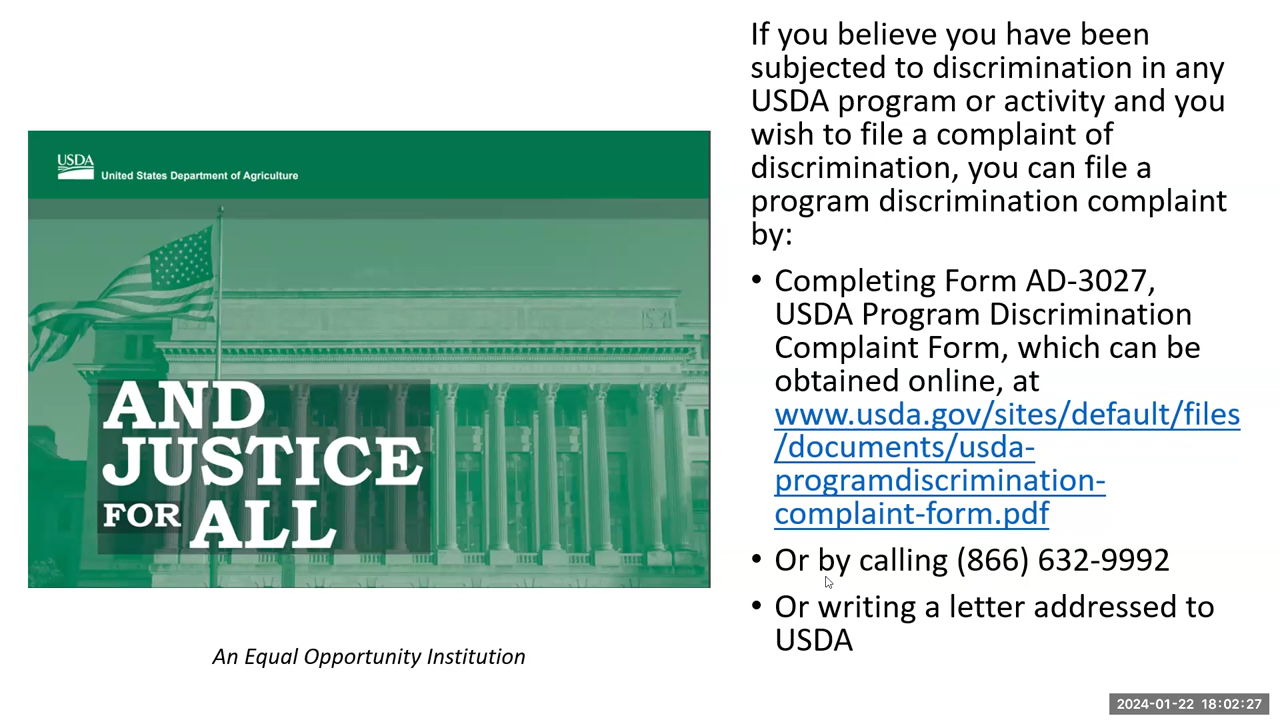 USDA
United States Department of Agriculture
AND
JUSTICE
FOR ALL
An Equal Opportunity Institution
If you believe you have been
subjected to discrimination in any
USDA program or activity and you
wish to file a complaint of
discrimination, you can file a
program discrimination complaint
by:
• Completing Form AD-3027,
USDA Program Discrimination
Complaint Form, which can be
obtained online, at
www.usda.gov/sites/default/files
/documents/usda-
programdiscrimination-
complaint-form.pdf
• Or by calling (866) 632-9992
• Or writing a letter addressed to
USDA
2024-01-22 18:02:27